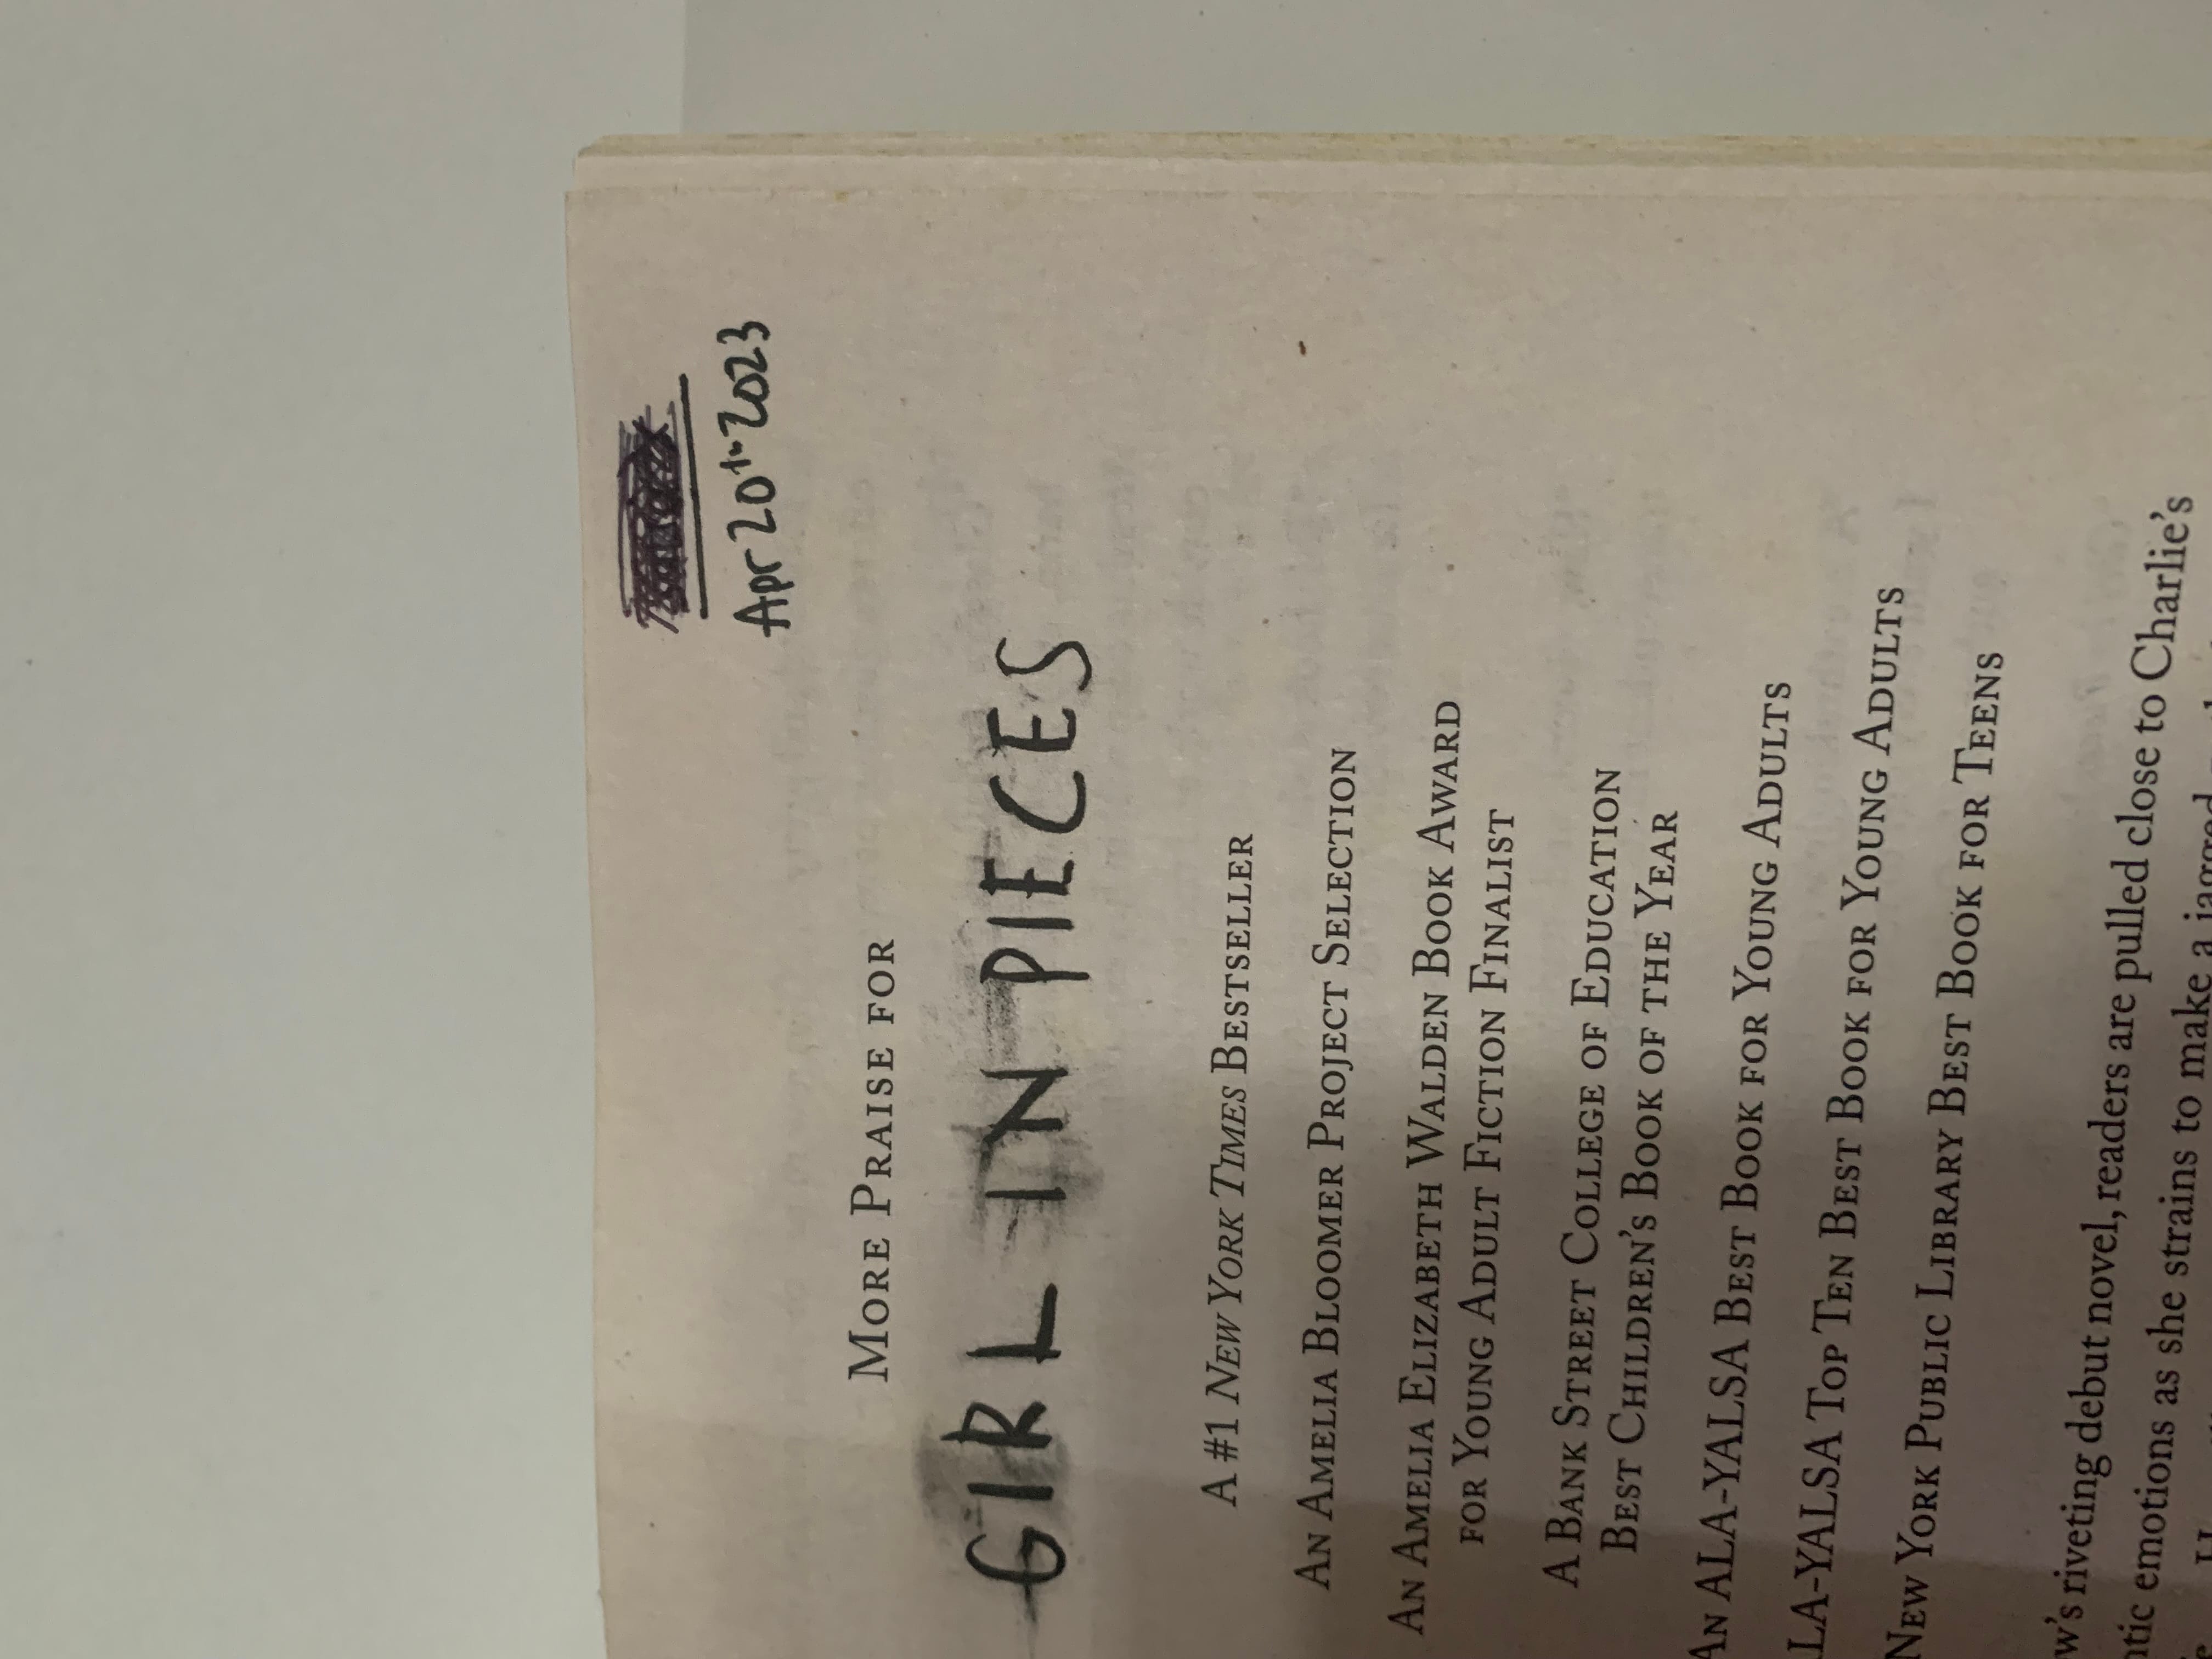 Apr 20th 2023
MORE PRAISE FOR
GIRL IN PIECES
A #1 NEW YORK TIMES BESTSELLER
AN AMELIA BLOOMER PROJECT SELECTION
AN AMELIA ELIZABETH WALDEN BOOK AWARD
FOR YOUNG ADULT FICTION FINALIST
A BANK STREET COLLEGE OF EDUCATION
BEST CHILDREN'S BOOK OF THE YEAR
AN ALA-YALSA BEST BOOK FOR YOUNG ADULTS
LA-YALSA TOP TEN BEST BOOK FOR YOUNG ADULTS
NEW YORK PUBLIC LIBRARY BEST BOOK FOR TEENS
w's riveting debut novel, readers are pulled close to Charlie's
ntic emotions as she strains to make a jagged